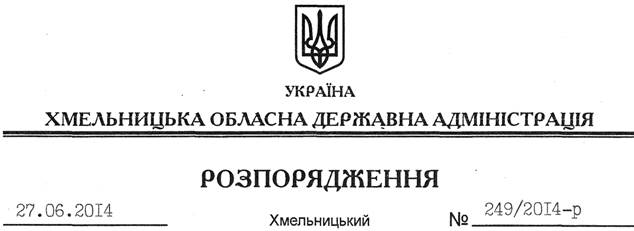 УКРАЇНА
ХМЕЛЬНИЦЬКА ОБЛАСНА ДЕРЖАВНА АДМІНІСТРАЦІЯ
РОЗПОРЯДЖЕННЯ
27.06.2014 Хмельницький № 249/2014-р